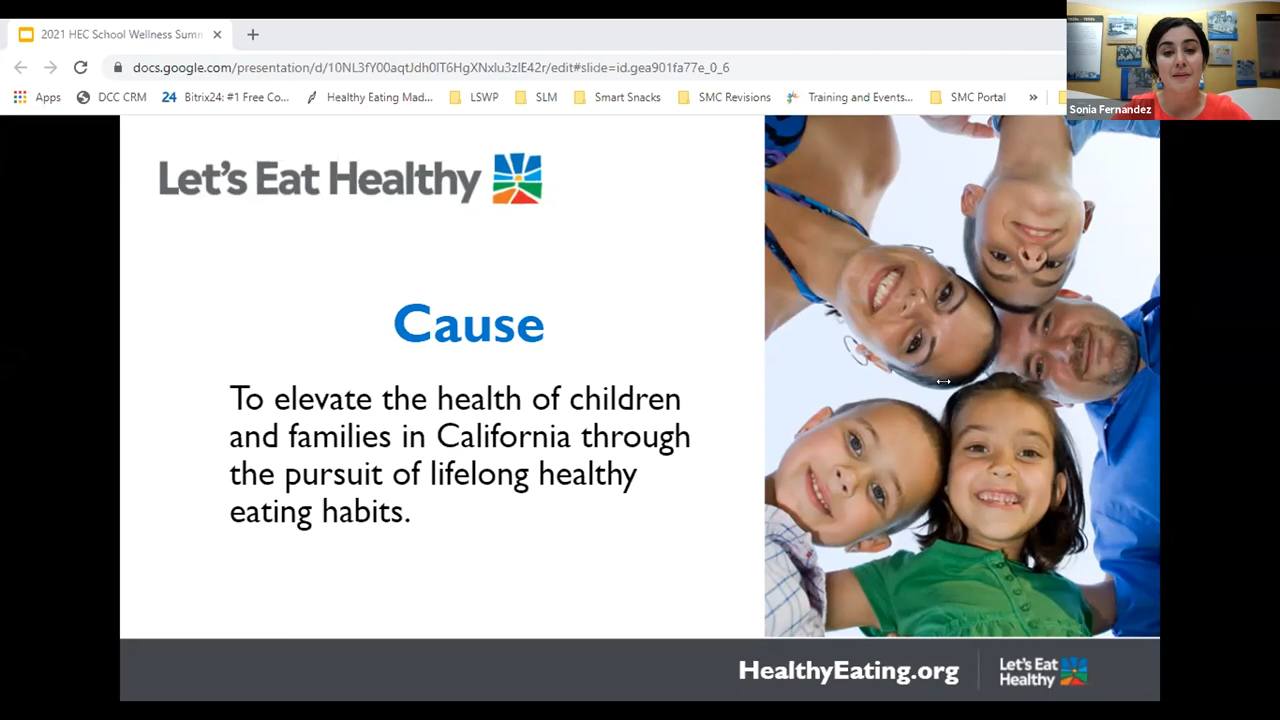 2021 HEC School Wellness Sum
docs.google.com/presentation/d/10NL3fY00aqtJdhDlT6HgXNxlu3zIE42r/edit#slide=id.gea901fa77e_0_6
Apps
DCC CRM
24
Bitrix24: #1 Free Co...
Healthy Eating Mad...
LSWP
SLM
Smart Snacks
SMC Revisions
Training and Events...
SMC Portal
»
Sonia Fernandez
Let's Eat Healthy
Cause
To elevate the health of children
and families in California through
the pursuit of lifelong healthy
eating habits.
HealthyEating.org
Let's Eat
Healthy